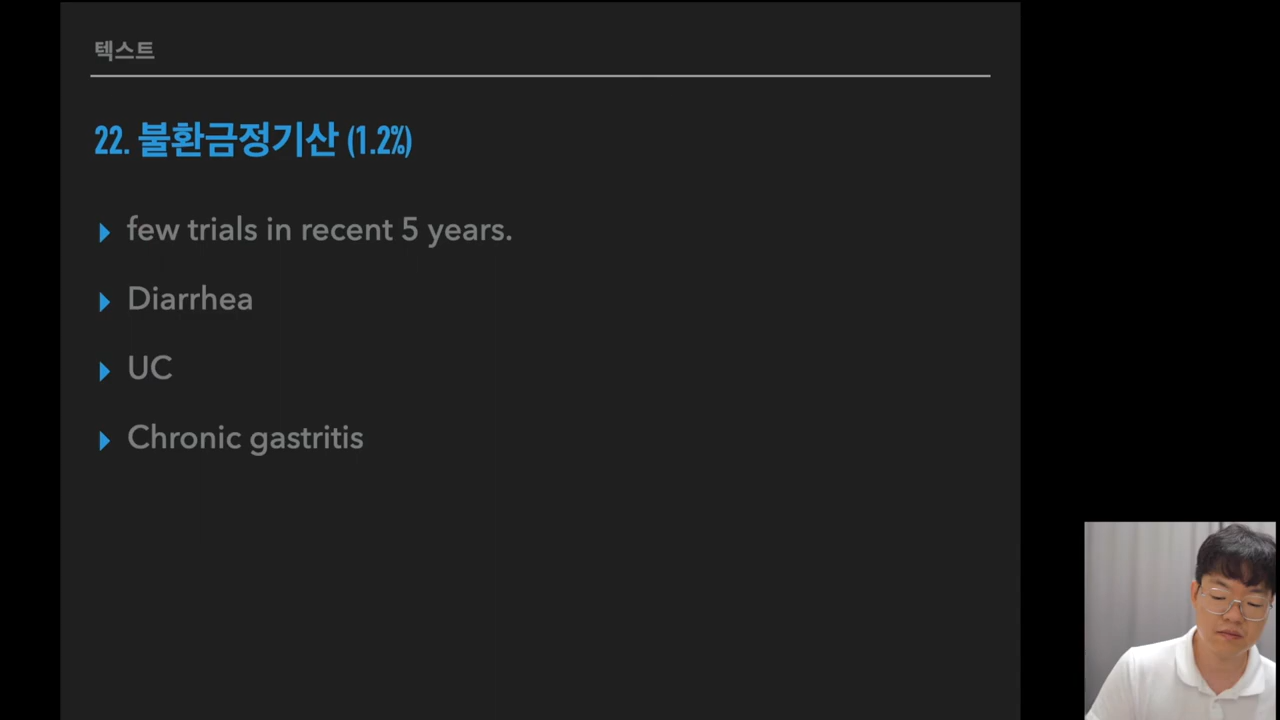 텍스트
22. 불환금정기산 (1.2%)
few trials in recent 5 years.
Diarrhea
UC
Chronic gastritis